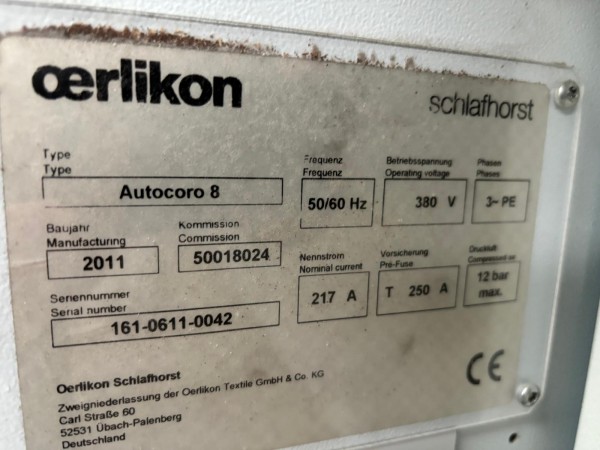 oerlikon
schlafhorst
Type
Type
Autocoro 8
Frequenz
Frequenz
50/60 Hz
Betriebsspannung
Operating voltage
380 V
Phasen
Phases
3~ PE
Baujahr
Manufacturing
2011
Kommission
Commission
50018024
Nennstrom
Nominal current
217 A
Vorsicherung
Pre-Fuse
T 250 A
Druckluft
Compressed air
12 bar
max.
Seriennummer
Serial number
161-0611-0042
CE
Oerlikon Schlafhorst
Zweigniederlassung der Oerlikon Textile GmbH & Co. KG
Carl Straße 60
52531 Übach-Palenberg
Deutschland